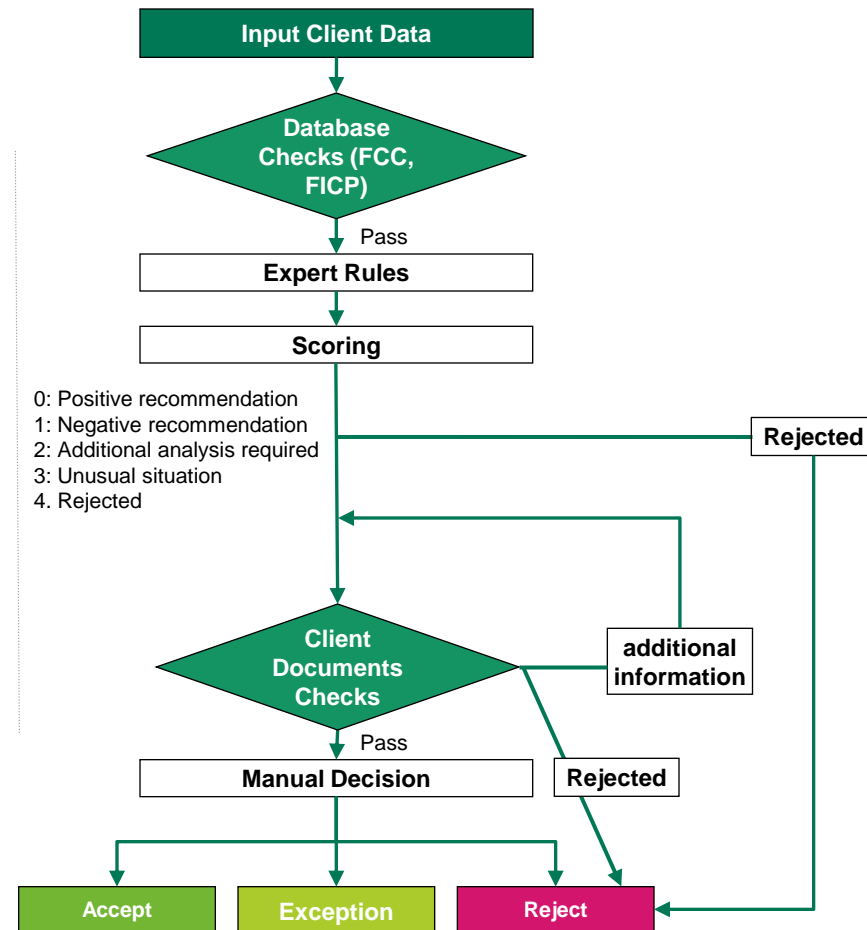 Input Client Data
Database
Checks (FCC,
FICP)
Pass
Expert Rules
Scoring
0: Positive recommendation
1: Negative recommendation
2: Additional analysis required
3: Unusual situation
4. Rejected
Rejected
Client
Documents
Checks
additional
information
Pass
Manual Decision
Rejected
Accept
Exception
Reject